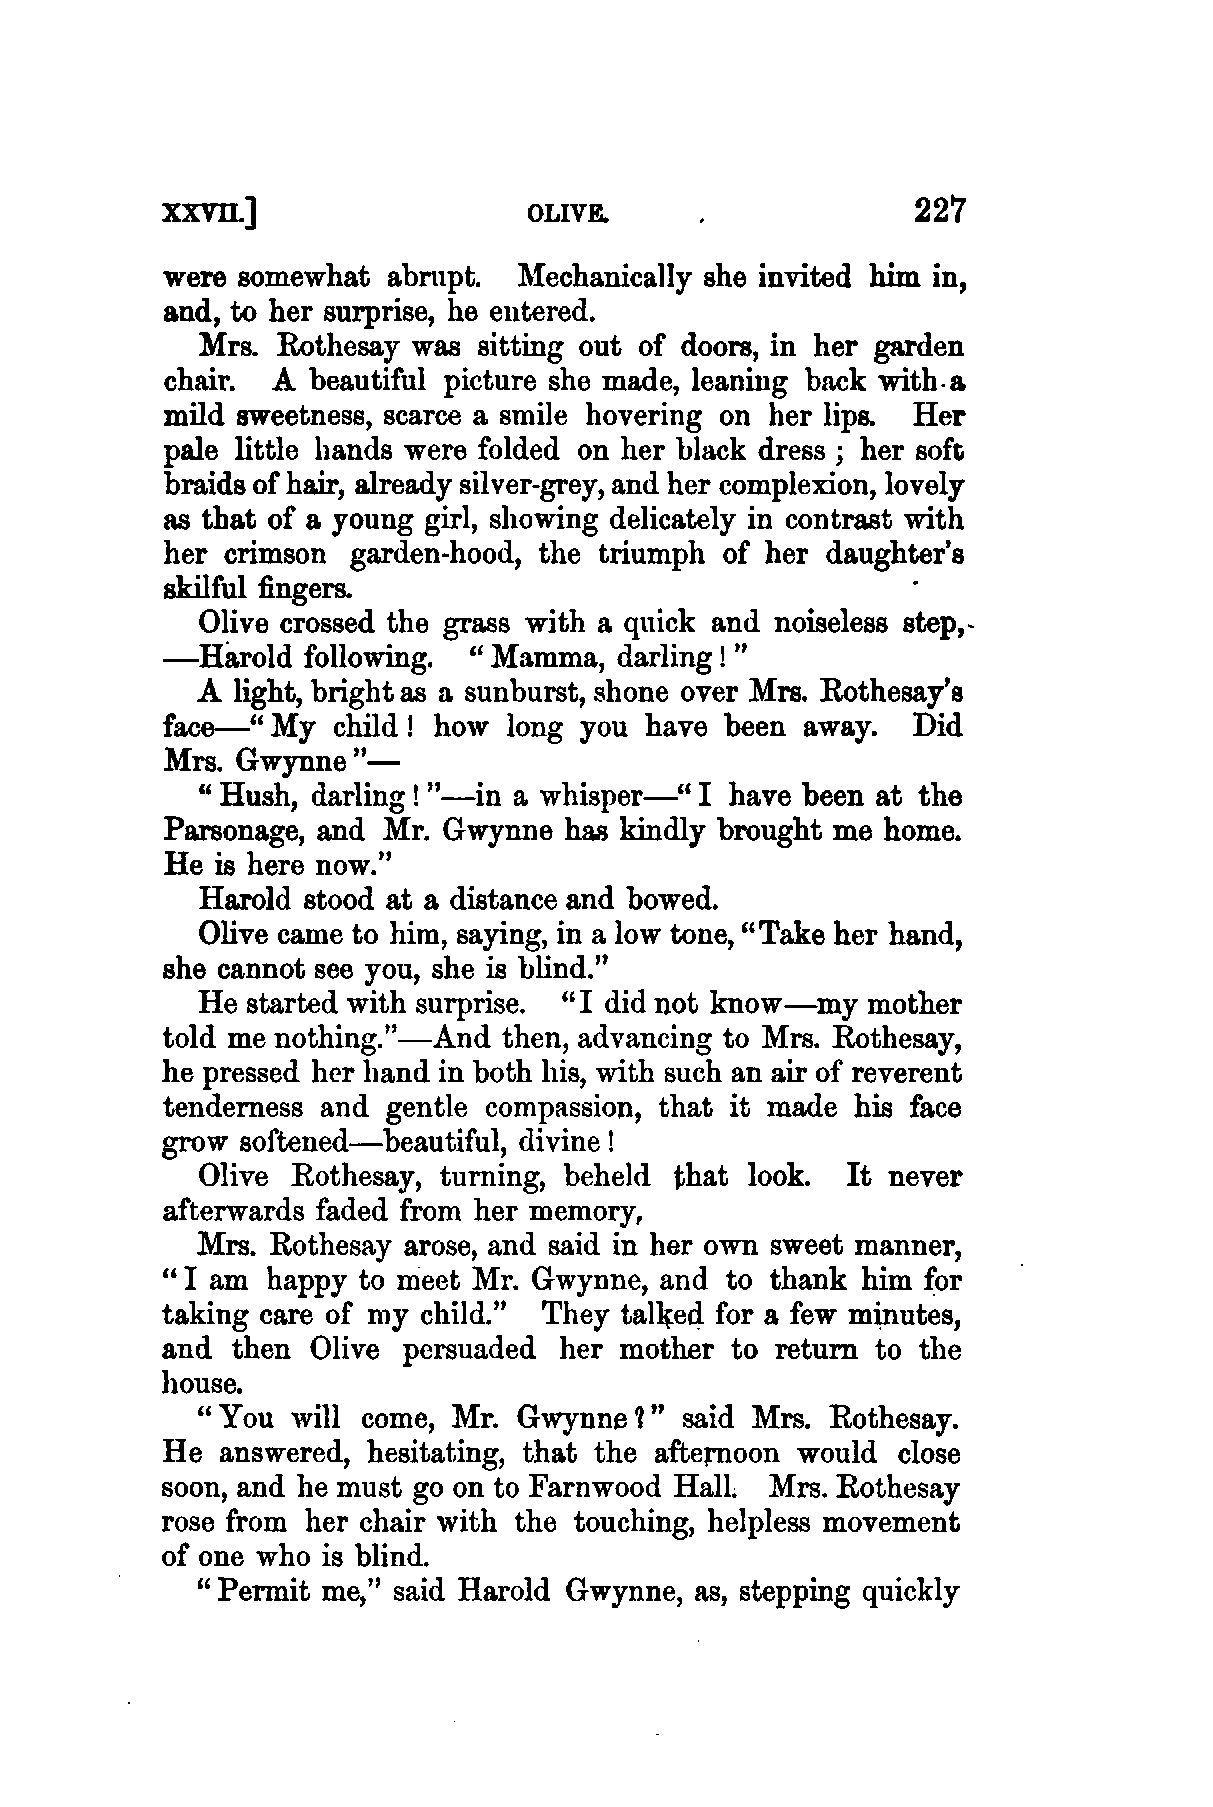 XXVII.] OLIVE. 227
were somewhat abrupt. Mechanically she invited him in,
and, to her surprise, he entered.
Mrs. Rothesay was sitting out of doors, in her garden
chair. A beautiful picture she made, leaning back with a
mild sweetness, scarce a smile hovering on her lips. Her
pale little hands were folded on her black dress ; her soft
braids of hair, already silver-grey, and her complexion, lovely
as that of a young girl, showing delicately in contrast with
her crimson garden-hood, the triumph of her daughter's
skilful fingers.
Olive crossed the grass with a quick and noiseless step,-
—Harold following. “ Mamma, darling ! ”
A light, bright as a sunburst, shone over Mrs. Rothesay's
face—“ My child ! how long you have been away. Did
Mrs. Gwynne ”—
“ Hush, darling ! ”—in a whisper—“ I have been at the
Parsonage, and Mr. Gwynne has kindly brought me home.
He is here now.”
Harold stood at a distance and bowed.
Olive came to him, saying, in a low tone, “Take her hand,
she cannot see you, she is blind.”
He started with surprise. “I did not know—my mother
told me nothing.”—And then, advancing to Mrs. Rothesay,
he pressed her hand in both his, with such an air of reverent
tenderness and gentle compassion, that it made his face
grow softened—beautiful, divine !
Olive Rothesay, turning, beheld that look. It never
afterwards faded from her memory,
Mrs. Rothesay arose, and said in her own sweet manner,
“ I am happy to meet Mr. Gwynne, and to thank him for
taking care of my child.” They talked for a few minutes,
and then Olive persuaded her mother to return to the
house.
“ You will come, Mr. Gwynne ? ” said Mrs. Rothesay.
He answered, hesitating, that the afternoon would close
soon, and he must go on to Farnwood Hall. Mrs. Rothesay
rose from her chair with the touching, helpless movement
of one who is blind.
“ Permit me,” said Harold Gwynne, as, stepping quickly